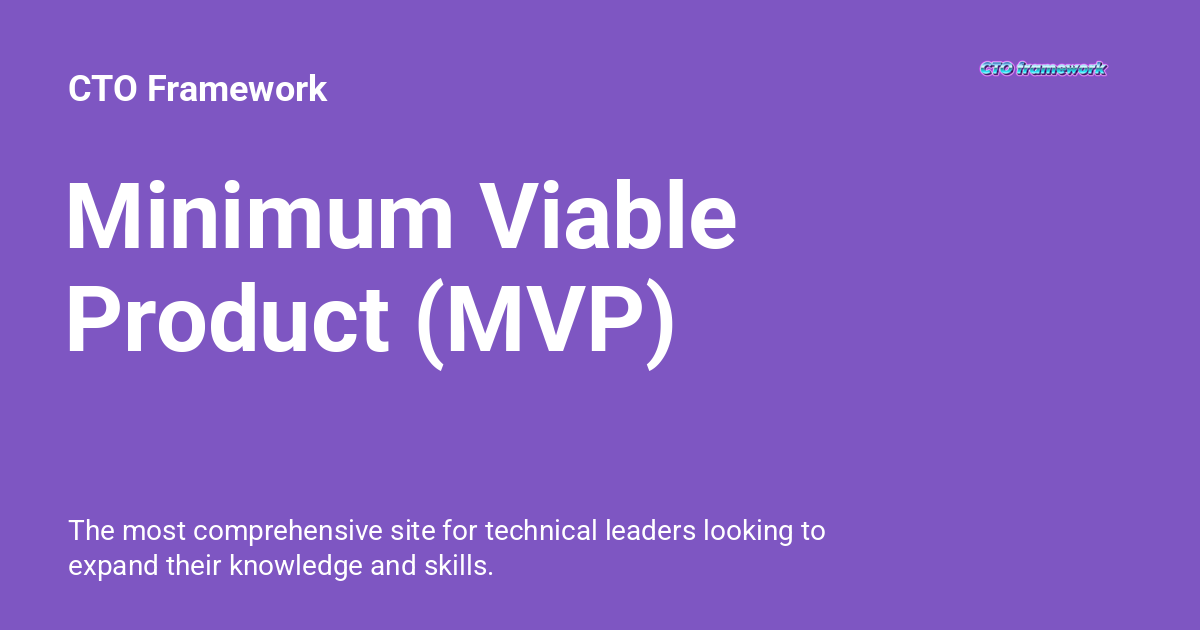 CTO Framework
CTO framework
Minimum Viable
Product (MVP)
The most comprehensive site for technical leaders looking to
expand their knowledge and skills.